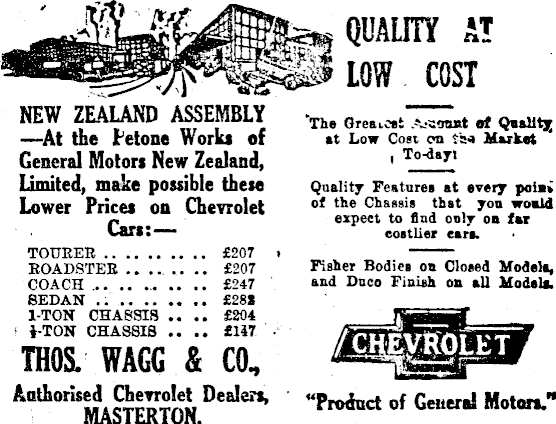 NEW ZEALAND ASSEMBLY
—At the Petone Works of
General Motors New Zealand,
Limited, make possible these
Lower Prices on Chevrolet
Cars:—
TOURER .. .. .. .. .. £207
ROADSTER .. .. .. .. £207
COACH .. .. .. .. .. £247
SEDAN .. .. .. .. .. £282
1-TON CHASSIS .. .. £204
½-TON CHASSIS .. .. £147
THOS. WAGG & CO.,
Authorised Chevrolet Dealers,
MASTERTON.
QUALITY AT
LOW COST
The Greatest Amount of Quality
at Low Cost on the Market
To-day!
Quality Features at every point
of the Chassis that you would
expect to find only on far
costlier cars.
Fisher Bodies on Closed Models,
and Duco Finish on all Models.
CHEVROLET
"Product of General Motors."